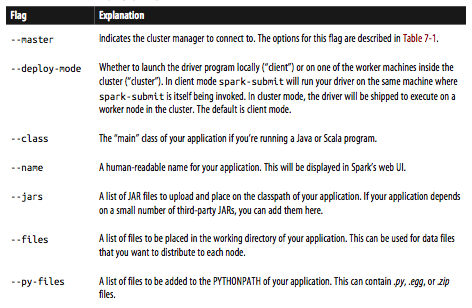 Flag Explanation
--master Indicates the cluster manager to connect to. The options for this flag are described in Table 7-1.
--deploy-mode Whether to launch the driver program locally (“client”) or on one of the worker machines inside the
cluster (“cluster”). In client mode spark-submit will run your driver on the same machine where
spark-submit is itself being invoked. In cluster mode, the driver will be shipped to execute on a
worker node in the cluster. The default is client mode.
--class The “main” class of your application if you’re running a Java or Scala program.
--name A human-readable name for your application. This will be displayed in Spark’s web UI.
--jars A list of JAR files to upload and place on the classpath of your application. If your application depends
on a small number of third-party JARs, you can add them here.
--files A list of files to be placed in the working directory of your application. This can be used for data files
that you want to distribute to each node.
--py-files A list of files to be added to the PYTHONPATH of your application. This can contain .py, .egg, or .zip
files.